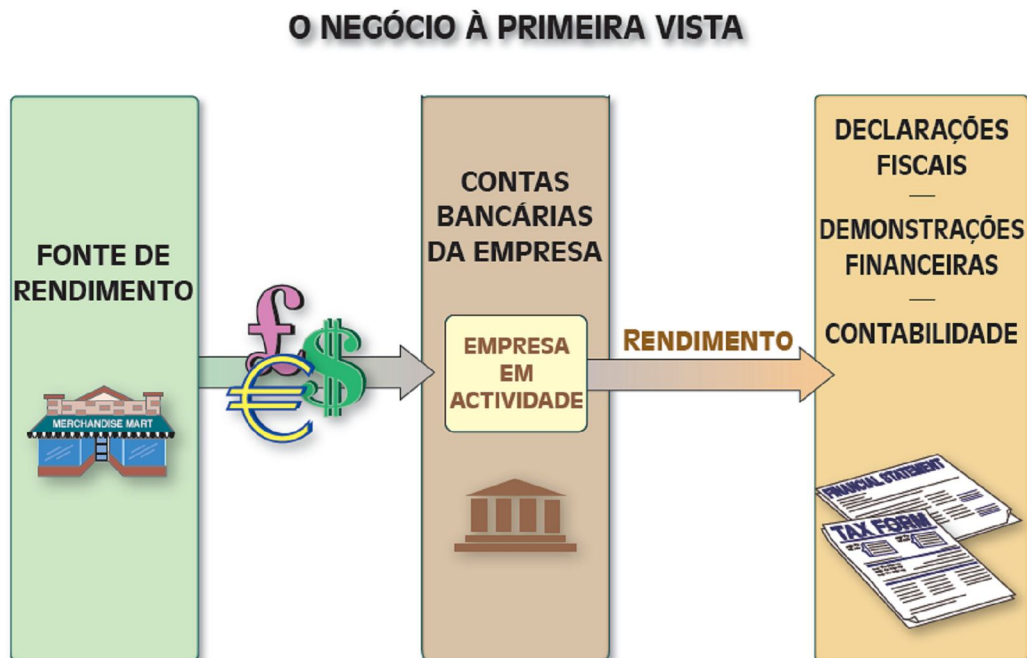 O NEGÓCIO À PRIMEIRA VISTA
FONTE DE
RENDIMENTO
MERCHANDISE MART
£
€
$
CONTAS
BANCÁRIAS
DA EMPRESA
EMPRESA
EM
ACTIVIDADE
RENDIMENTO
DECLARAÇÕES
FISCAIS
DEMONSTRAÇÕES
FINANCEIRAS
CONTABILIDADE
FINANCIAL STATEMENT
TAX FORM